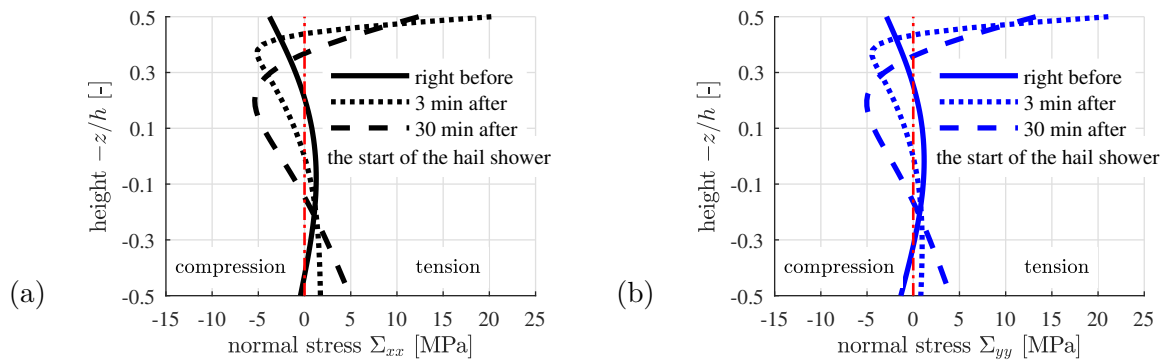 (a)
height −z/h [-]
0.5
0.3
0.1
-0.1
-0.3
-0.5
right before
3 min after
30 min after
the start of the hail shower
compression
tension
-15 -10 -5 0 5 10 15 20 25
normal stress Σxx [MPa]
(b)
height −z/h [-]
0.5
0.3
0.1
-0.1
-0.3
-0.5
right before
3 min after
30 min after
the start of the hail shower
compression
tension
-15 -10 -5 0 5 10 15 20 25
normal stress Σyy [MPa]